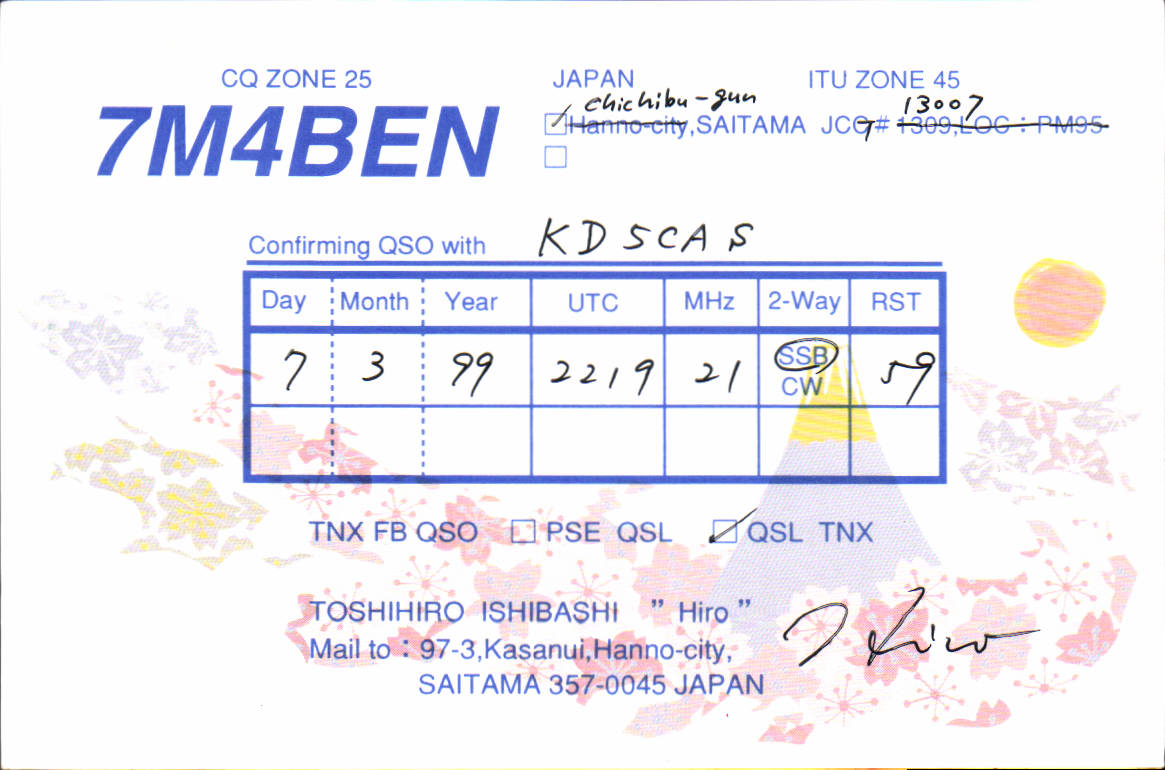 CQ ZONE 25 JAPAN ITU ZONE 45
chichibu-gun 13007
7M4BEN Hanno-city,SAITAMA JCG# 1309,LOC : PM95
Confirming QSO with KD5CAS
Day Month Year UTC MHz 2-Way RST
7 3 99 2219 21 SSB 59
CW
TNX FB QSO PSE QSL QSL TNX
TOSHIHIRO ISHIBASHI " Hiro "
Mail to : 97-3,Kasanui,Hanno-city,
SAITAMA 357-0045 JAPAN
Hiro